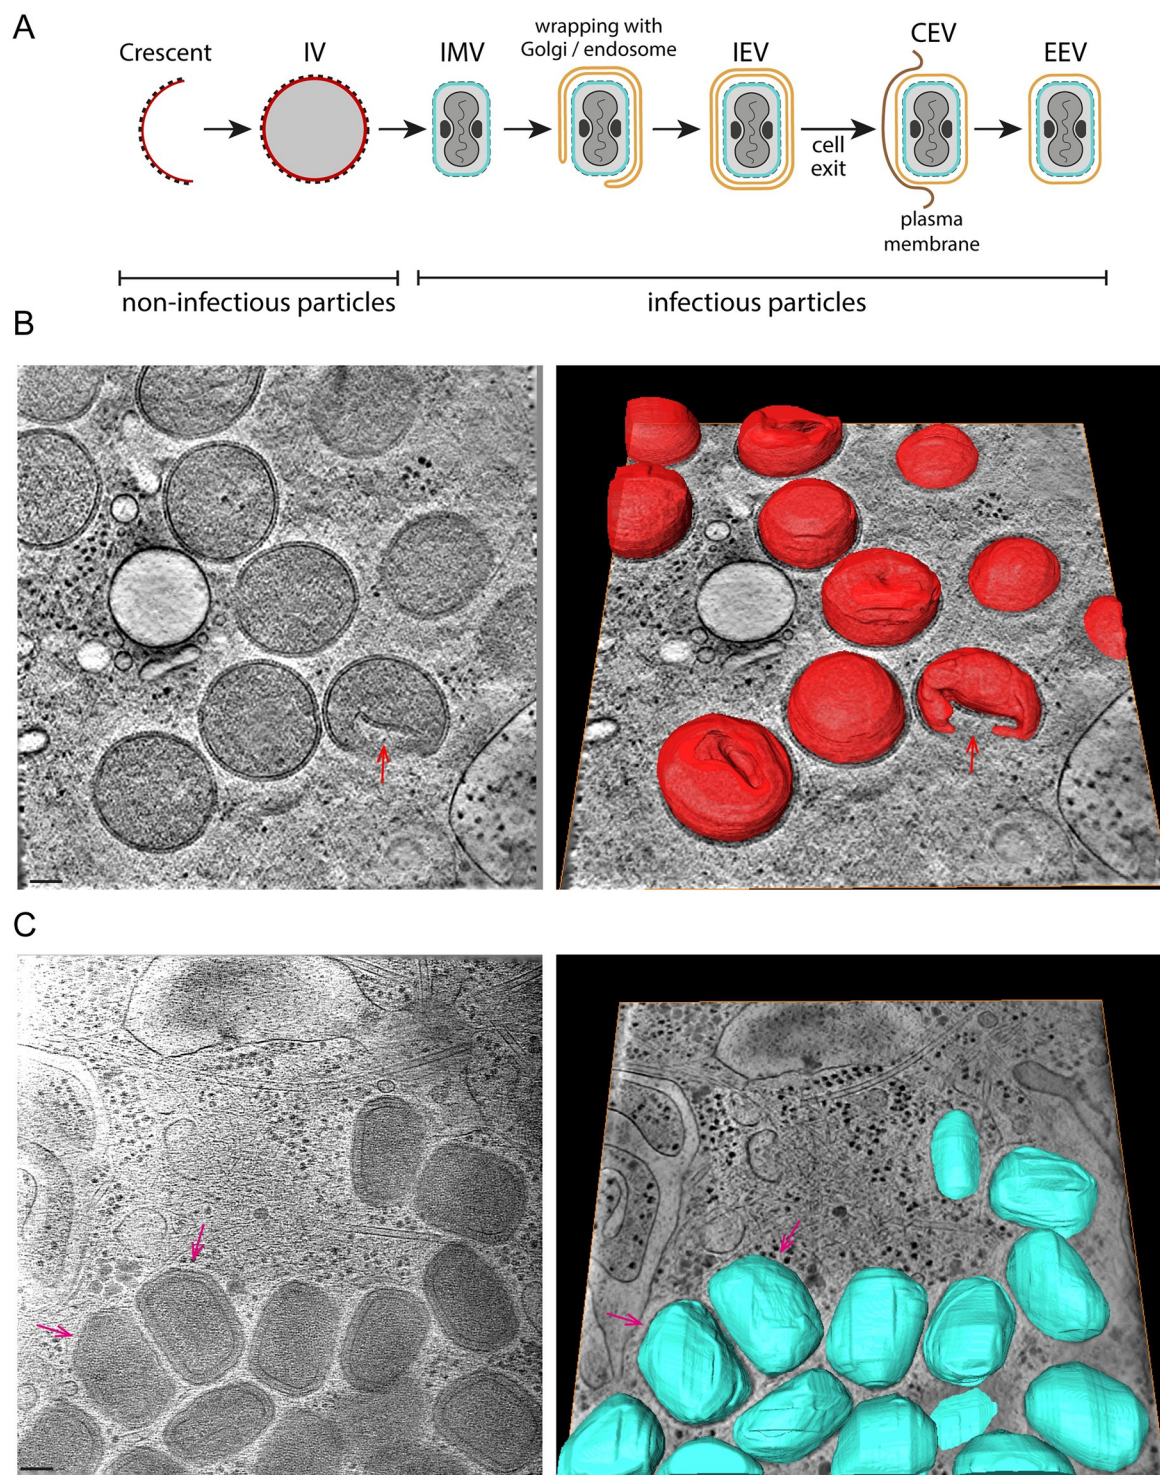 A
Crescent
IV
IMV
wrapping with
Golgi / endosome
IEV
CEV
EEV
cell
exit
plasma
membrane
non-infectious particles
infectious particles
B
C